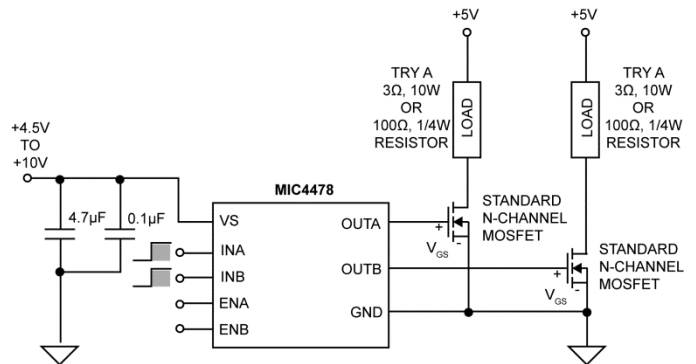 +5V
+5V
TRY A
3Ω, 10W
OR
100Ω, 1/4W
RESISTOR
LOAD
TRY A
3Ω, 10W
OR
100Ω, 1/4W
RESISTOR
LOAD
+4.5V
TO
+10V
MIC4478
4.7μF
0.1μF
VS
INA
INB
ENA
ENB
OUTA
OUTB
GND
+
VGS
-
STANDARD
N-CHANNEL
MOSFET
+
VGS
-
STANDARD
N-CHANNEL
MOSFET